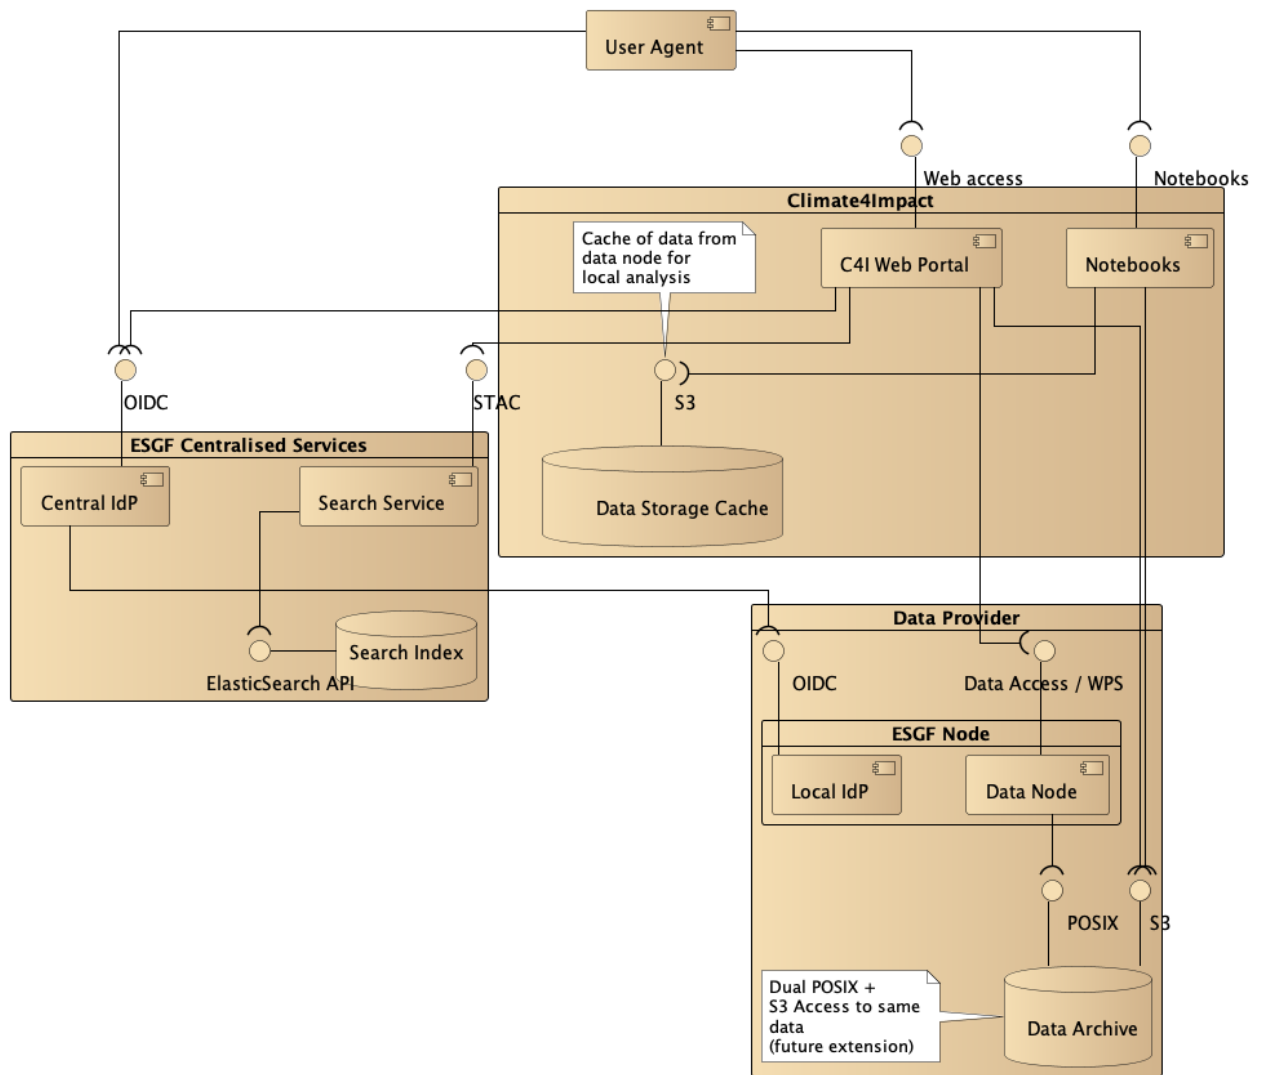 User Agent
Web access
Notebooks
Climate4Impact
Cache of data from
data node for
local analysis
C4I Web Portal
Notebooks
OIDC
STAC
S3
ESGF Centralised Services
Central IdP
Search Service
Data Storage Cache
Data Provider
Search Index
ElasticSearch API
OIDC
Data Access / WPS
ESGF Node
Local IdP
Data Node
POSIX
S3
Dual POSIX +
S3 Access to same
data
(future extension)
Data Archive